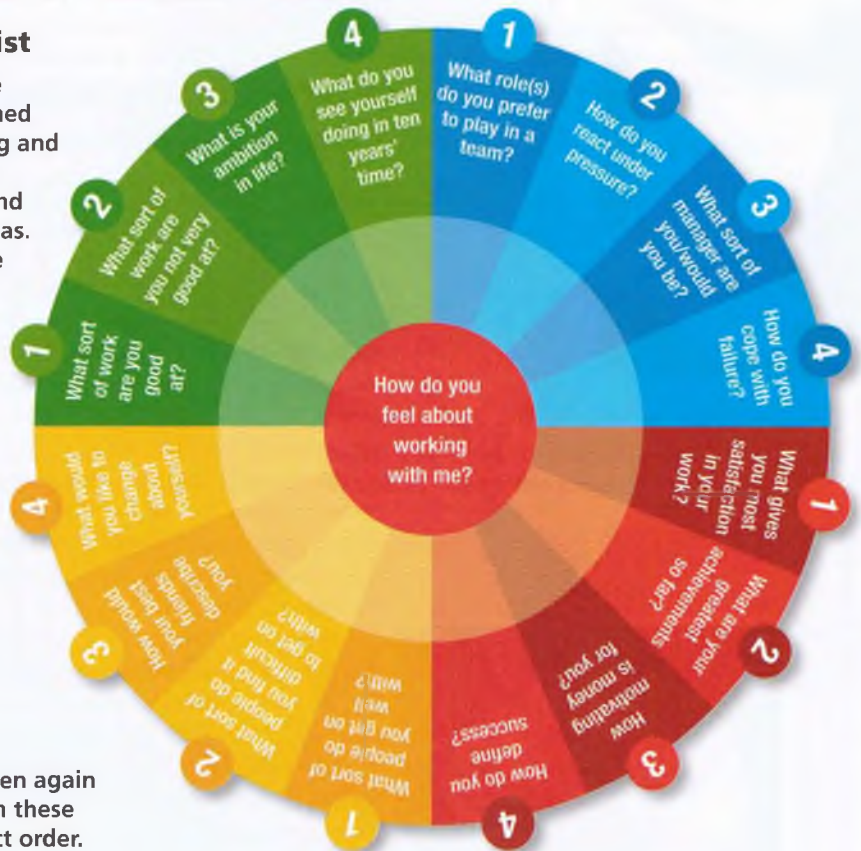 ist
ned
g and
nd
as.
4
What do you
see yourself
doing in ten
years'
time?
1
What role(s)
do you prefer
to play in a
team?
2
How do you
react under
pressure?
3
What sort of
manager are
you/would
you be?
4
How do you
cope with
failure?
1
What gives
you most
satisfaction
in your
work?
2
What are your
greatest
achievements
so far?
3
How
motivating
is money
for you?
4
How do you
define
success?
1
What sort of
people do
you get on
well
with?
2
What sort of
people do
you find it
difficult
to get on
with?
3
How would
your best
friends
describe
you?
4
What would
you like to
change
about
yourself?
1
What sort
of work
are you
good
at?
2
What sort of
work are
you not very
good at?
3
What is your
ambition
in life?
How do you
feel about
working
with me?
en again
n these
ct order.